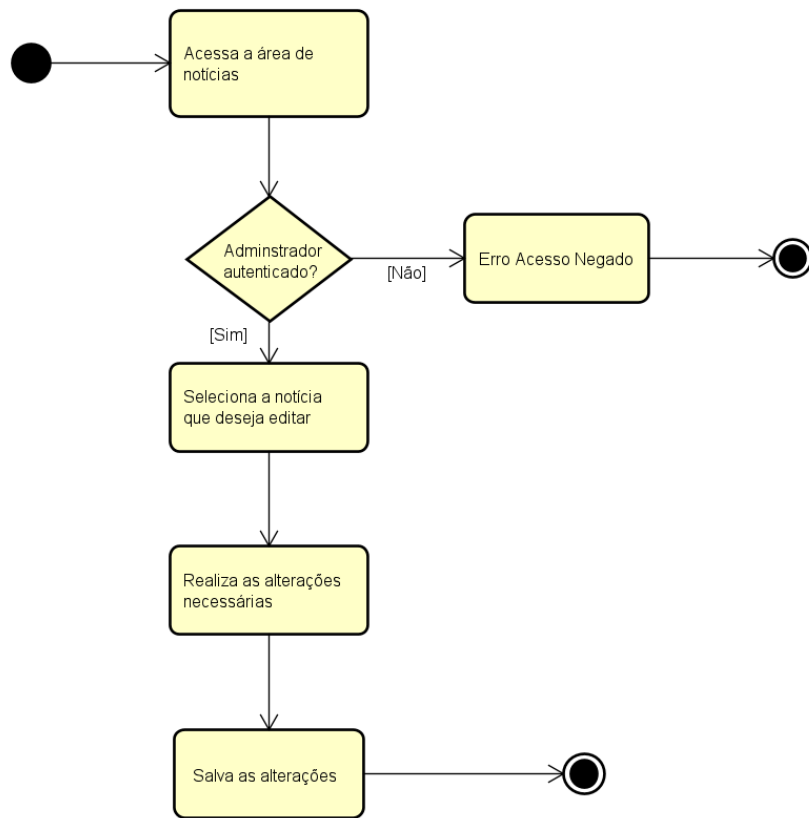 Acessa a área de
notícias
Adminstrador
autenticado?
[Não]
Erro Acesso Negado
[Sim]
Seleciona a notícia
que deseja editar
Realiza as alterações
necessárias
Salva as alterações